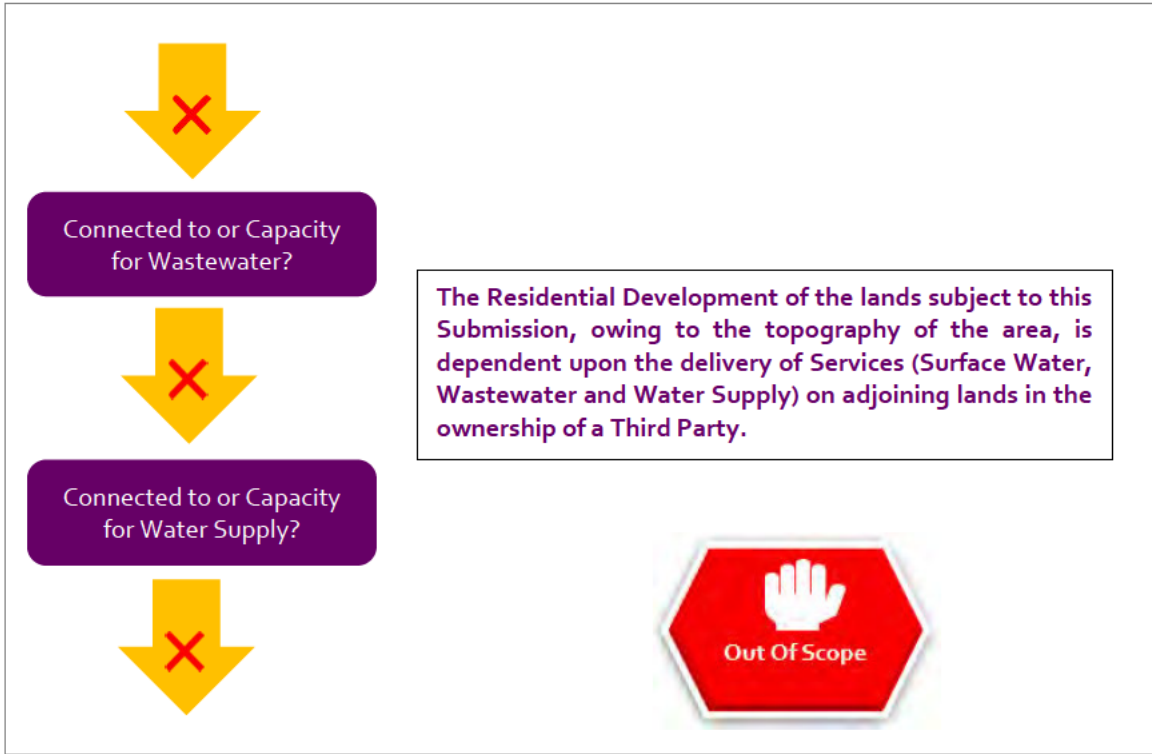 Connected to or Capacity
for Wastewater?
The Residential Development of the lands subject to this
Submission, owing to the topography of the area, is
dependent upon the delivery of Services (Surface Water,
Wastewater and Water Supply) on adjoining lands in the
ownership of a Third Party.
Connected to or Capacity
for Water Supply?
Out Of Scope